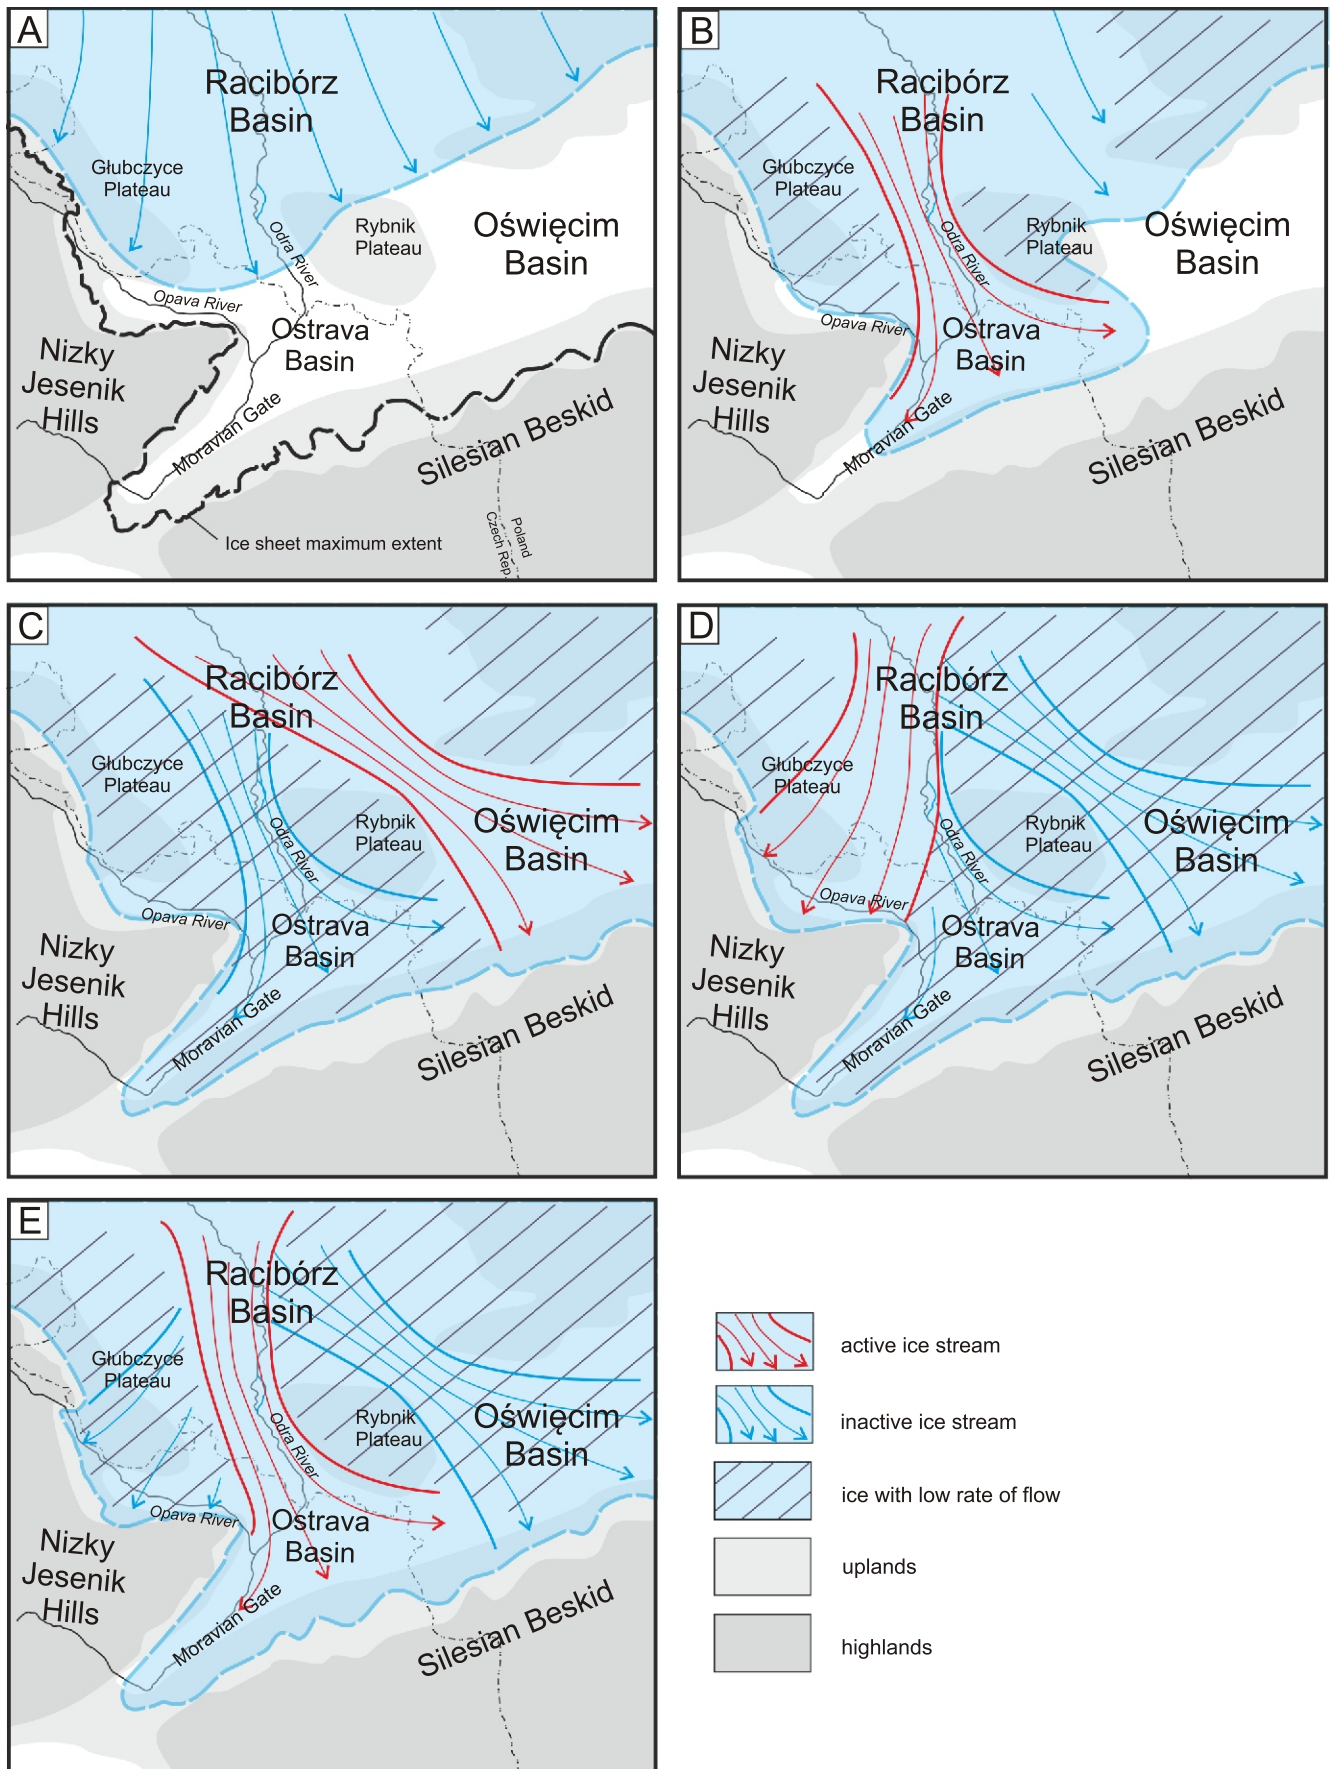 A
Racibórz
Basin
Głubczyce
Plateau
Rybnik
Plateau
Oświęcim
Basin
Odra River
Opava River
Ostrava
Basin
Nizky
Jesenik
Hills
Moravian Gate
Silesian Beskid
Ice sheet maximum extent
Poland
Czech Rep.
B
Racibórz
Basin
Głubczyce
Plateau
Rybnik
Plateau
Oświęcim
Basin
Odra River
Opava River
Ostrava
Basin
Nizky
Jesenik
Hills
Moravian Gate
Silesian Beskid
C
Racibórz
Basin
Głubczyce
Plateau
Rybnik
Plateau
Oświęcim
Basin
Odra River
Opava River
Ostrava
Basin
Nizky
Jesenik
Hills
Moravian Gate
Silesian Beskid
D
Racibórz
Basin
Głubczyce
Plateau
Rybnik
Plateau
Oświęcim
Basin
Odra River
Opava River
Ostrava
Basin
Nizky
Jesenik
Hills
Moravian Gate
Silesian Beskid
E
Racibórz
Basin
Głubczyce
Plateau
Rybnik
Plateau
Oświęcim
Basin
Odra River
Opava River
Ostrava
Basin
Nizky
Jesenik
Hills
Moravian Gate
Silesian Beskid
active ice stream
inactive ice stream
ice with low rate of flow
uplands
highlands